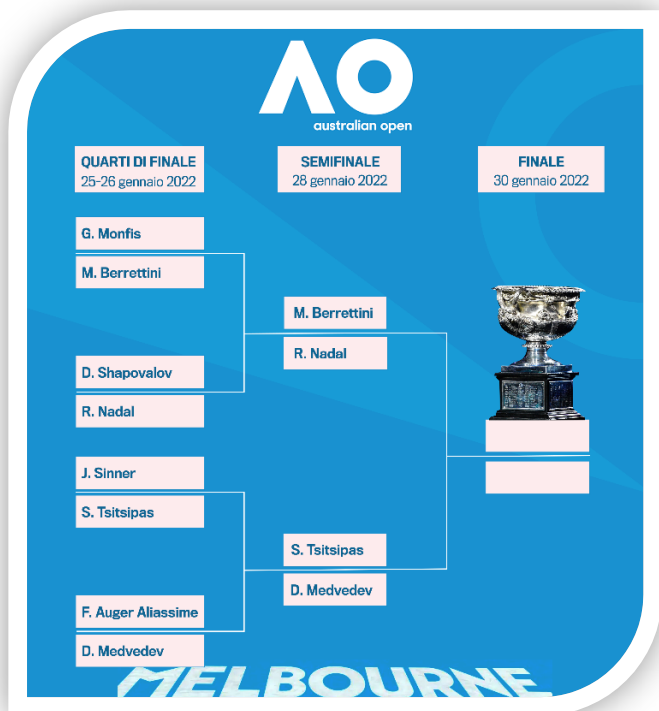 AO
australian open
QUARTI DI FINALE
25-26 gennaio 2022
SEMIFINALE
28 gennaio 2022
FINALE
30 gennaio 2022
G. Monfis
M. Berrettini
D. Shapovalov
R. Nadal
J. Sinner
S. Tsitsipas
F. Auger Aliassime
D. Medvedev
M. Berrettini
R. Nadal
S. Tsitsipas
D. Medvedev
MELBOURNE